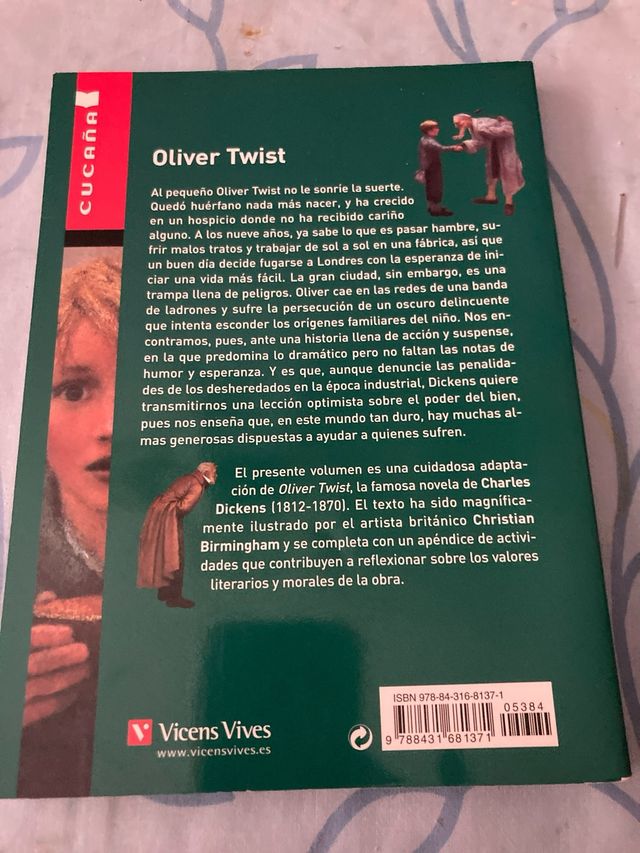 CUCAÑA
Oliver Twist
Al pequeño Oliver Twist no le sonríe la suerte.
Quedó huérfano nada más nacer, y ha crecido
en un hospicio donde no ha recibido cariño
alguno. A los nueve años, ya sabe lo que es pasar hambre, su-
frir malos tratos y trabajar de sol a sol en una fábrica, así que
un buen día decide fugarse a Londres con la esperanza de ini-
ciar una vida más fácil. La gran ciudad, sin embargo, es una
trampa llena de peligros. Oliver cae en las redes de una banda
de ladrones y sufre la persecución de un oscuro delincuente
que intenta esconder los orígenes familiares del niño. Nos en-
contramos, pues, ante una historia llena de acción y suspense,
en la que predomina lo dramático pero no faltan las notas de
humor y esperanza. Y es que, aunque denuncie las penalida-
des de los desheredados en la época industrial, Dickens quiere
transmitirnos una lección optimista sobre el poder del bien,
pues nos enseña que, en este mundo tan duro, hay muchas al-
mas generosas dispuestas a ayudar a quienes sufren.
El presente volumen es una cuidadosa adapta-
ción de Oliver Twist, la famosa novela de Charles
Dickens (1812-1870). El texto ha sido magnífica-
mente ilustrado por el artista británico Christian
Birmingham y se completa con un apéndice de activi-
dades que contribuyen a reflexionar sobre los valores
literarios y morales de la obra.
Vicens Vives
www.vicensvives.es
ISBN 978-84-316-8137-1
05384
9 788431 681371